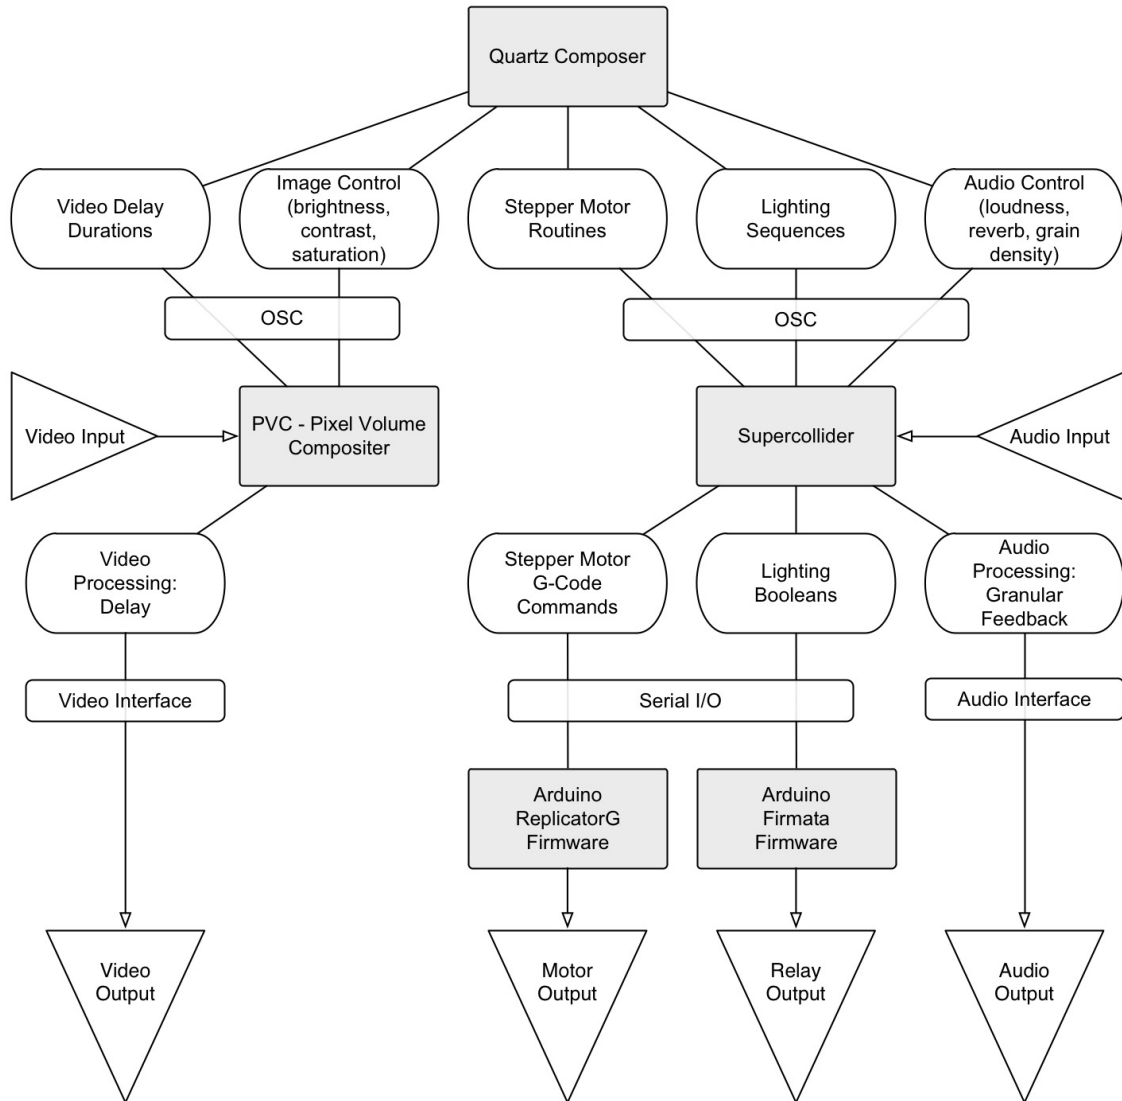 Quartz Composer
Video Delay
Durations
Image Control
(brightness,
contrast,
saturation)
Stepper Motor
Routines
Lighting
Sequences
Audio Control
(loudness,
reverb, grain
density)
OSC
OSC
Video Input
PVC - Pixel Volume
Compositer
Supercollider
Audio Input
Video
Processing:
Delay
Stepper Motor
G-Code
Commands
Lighting
Booleans
Audio
Processing:
Granular
Feedback
Video Interface
Serial I/O
Audio Interface
Arduino
ReplicatorG
Firmware
Arduino
Firmata
Firmware
Video
Output
Motor
Output
Relay
Output
Audio
Output